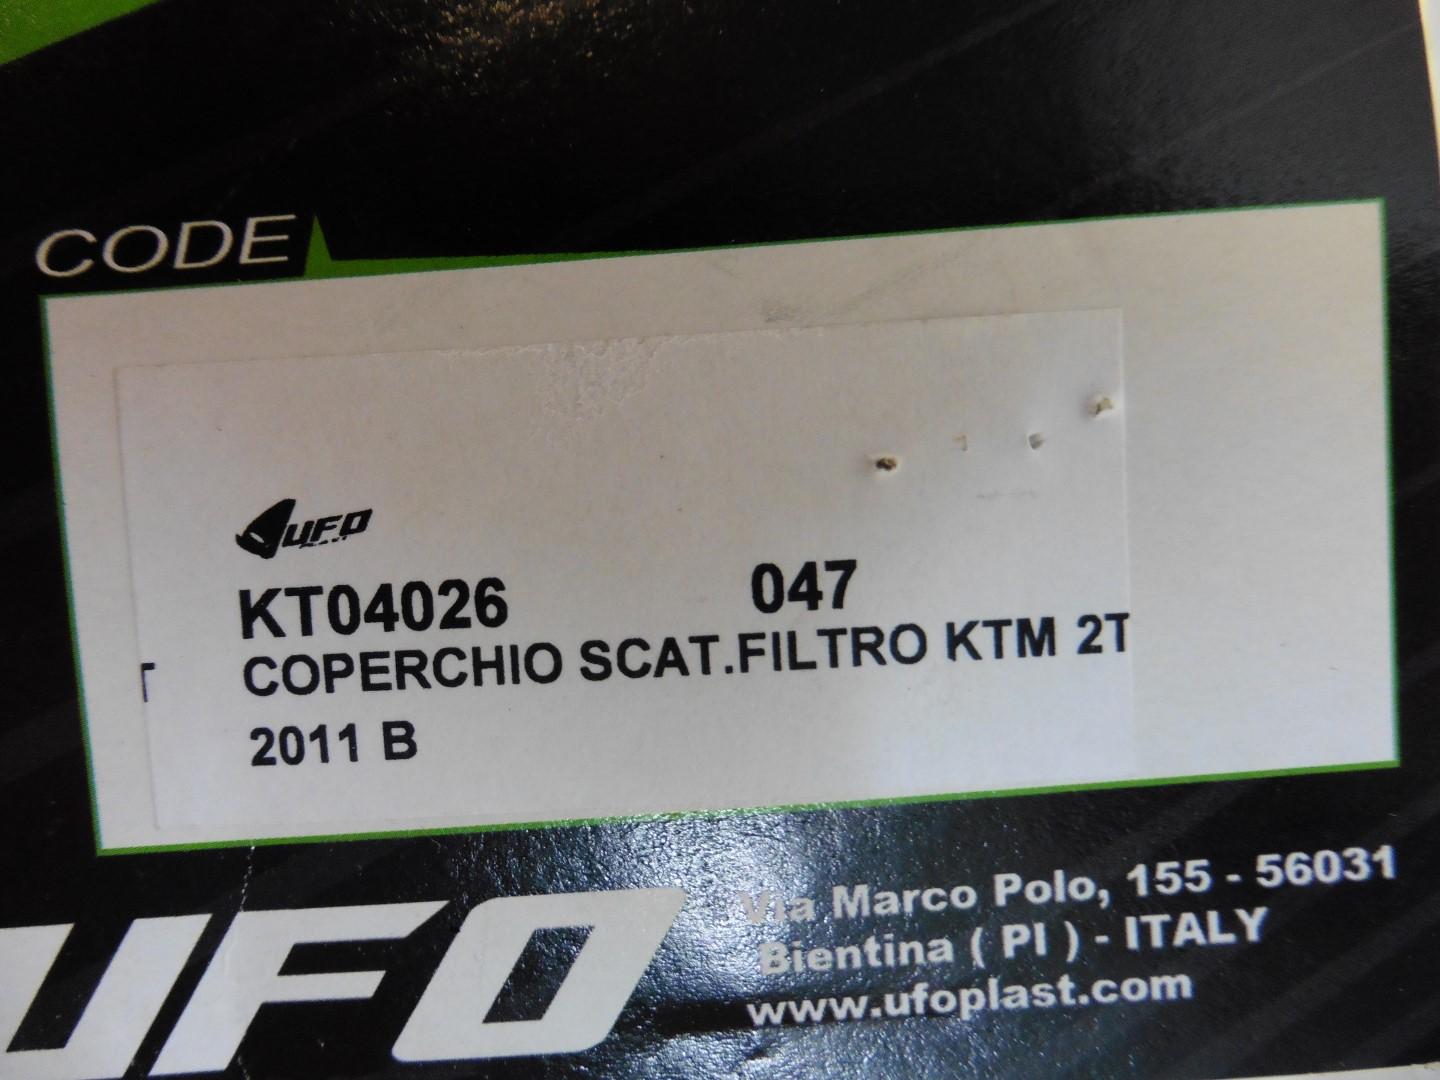 CODE
UFO
KT04026 047
COPERCHIO SCAT.FILTRO KTM 2T
T
2011 B
UFO
Via Marco Polo, 155 - 56031
Bientina ( PI ) - ITALY
www.ufoplast.com